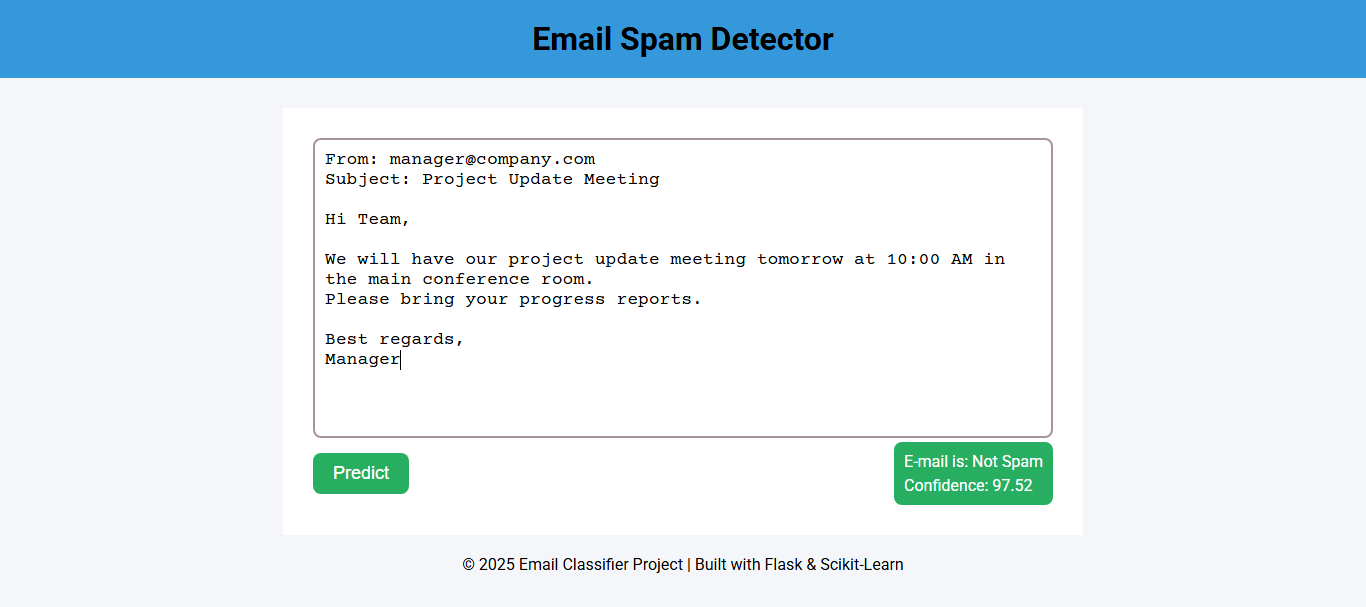 Email Spam Detector
From: manager@company.com
Subject: Project Update Meeting
Hi Team,
We will have our project update meeting tomorrow at 10:00 AM in
the main conference room.
Please bring your progress reports.
Best regards,
Manager
Predict
E-mail is: Not Spam
Confidence: 97.52
© 2025 Email Classifier Project | Built with Flask & Scikit-Learn